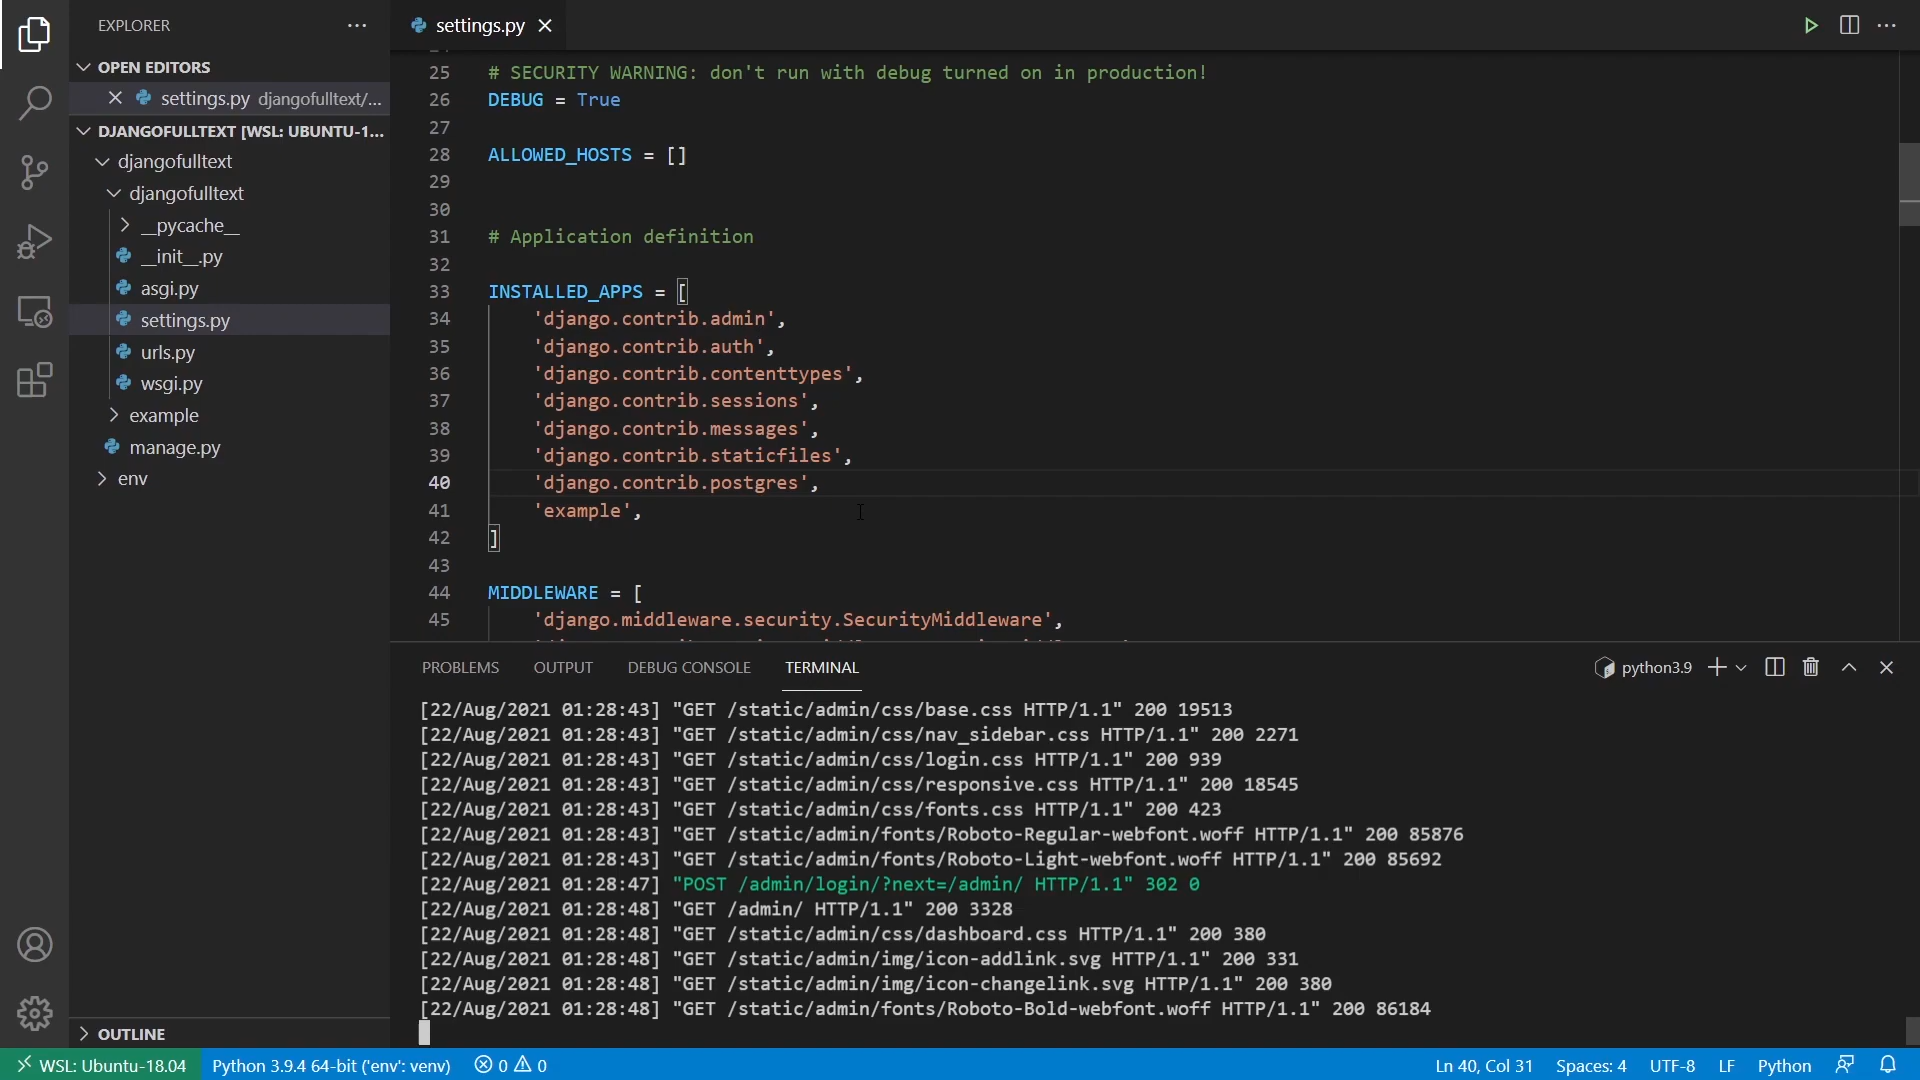 EXPLORER
OPEN EDITORS
settings.py djangofulltext/...
DJANGOFULLTEXT [WSL: UBUNTU-1...
djangofulltext
djangofulltext
__pycache__
__init__.py
asgi.py
settings.py
urls.py
wsgi.py
example
manage.py
env
OUTLINE
settings.py
25 # SECURITY WARNING: don't run with debug turned on in production!
26 DEBUG = True
27
28 ALLOWED_HOSTS = []
29
30
31 # Application definition
32
33 INSTALLED_APPS = [
34 'django.contrib.admin',
35 'django.contrib.auth',
36 'django.contrib.contenttypes',
37 'django.contrib.sessions',
38 'django.contrib.messages',
39 'django.contrib.staticfiles',
40 'django.contrib.postgres',
41 'example',
42 ]
43
44 MIDDLEWARE = [
45 'django.middleware.security.SecurityMiddleware',
PROBLEMS OUTPUT DEBUG CONSOLE TERMINAL python3.9
[22/Aug/2021 01:28:43] "GET /static/admin/css/base.css HTTP/1.1" 200 19513
[22/Aug/2021 01:28:43] "GET /static/admin/css/nav_sidebar.css HTTP/1.1" 200 2271
[22/Aug/2021 01:28:43] "GET /static/admin/css/login.css HTTP/1.1" 200 939
[22/Aug/2021 01:28:43] "GET /static/admin/css/responsive.css HTTP/1.1" 200 18545
[22/Aug/2021 01:28:43] "GET /static/admin/css/fonts.css HTTP/1.1" 200 423
[22/Aug/2021 01:28:43] "GET /static/admin/fonts/Roboto-Regular-webfont.woff HTTP/1.1" 200 85876
[22/Aug/2021 01:28:43] "GET /static/admin/fonts/Roboto-Light-webfont.woff HTTP/1.1" 200 85692
[22/Aug/2021 01:28:47] "POST /admin/login/?next=/admin/ HTTP/1.1" 302 0
[22/Aug/2021 01:28:48] "GET /admin/ HTTP/1.1" 200 3328
[22/Aug/2021 01:28:48] "GET /static/admin/css/dashboard.css HTTP/1.1" 200 380
[22/Aug/2021 01:28:48] "GET /static/admin/img/icon-addlink.svg HTTP/1.1" 200 331
[22/Aug/2021 01:28:48] "GET /static/admin/img/icon-changelink.svg HTTP/1.1" 200 380
[22/Aug/2021 01:28:48] "GET /static/admin/fonts/Roboto-Bold-webfont.woff HTTP/1.1" 200 86184
WSL: Ubuntu-18.04 Python 3.9.4 64-bit ('env': venv) 0 0 Ln 40, Col 31 Spaces: 4 UTF-8 LF Python